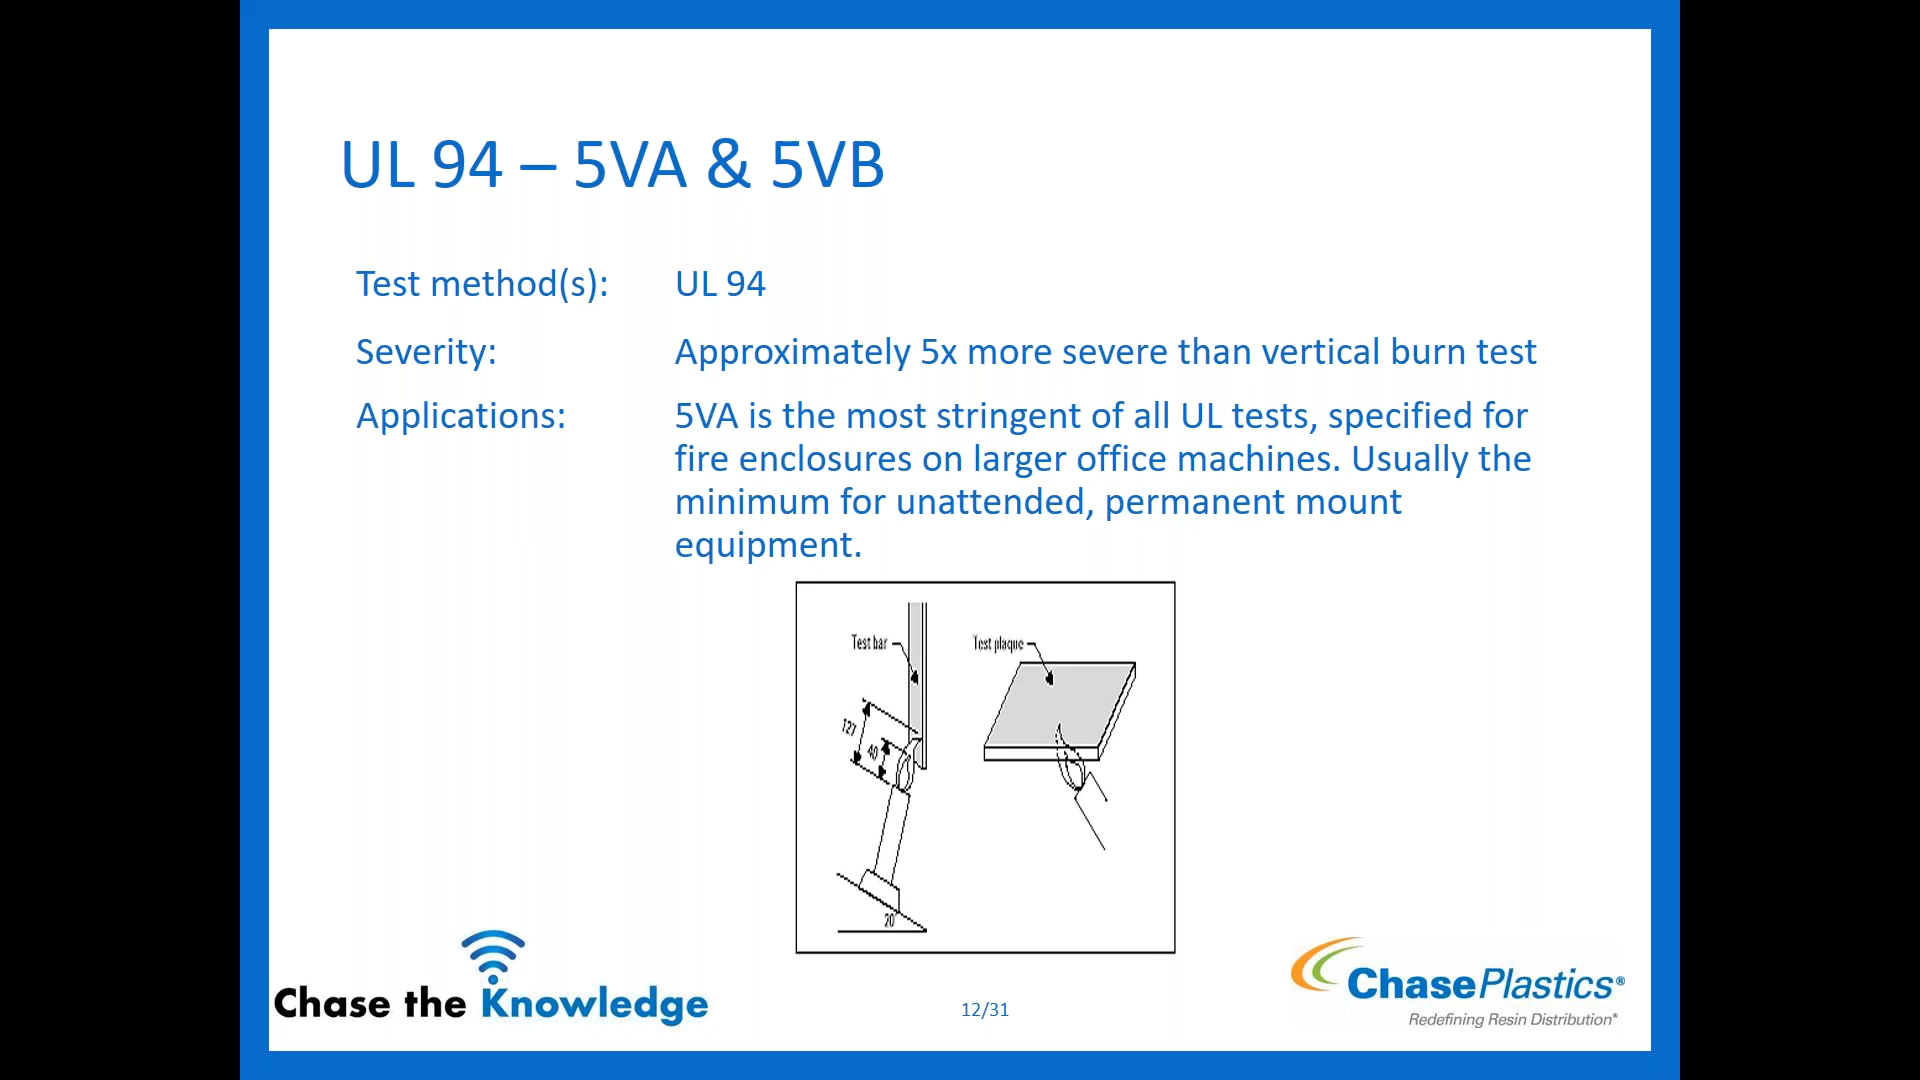 UL 94 – 5VA & 5VB
Test method(s): UL 94
Severity: Approximately 5x more severe than vertical burn test
Applications: 5VA is the most stringent of all UL tests, specified for
fire enclosures on larger office machines. Usually the
minimum for unattended, permanent mount
equipment.
Test bar
Test plaque
127
40
20°
Chase the Knowledge
12/31
ChasePlastics®
Redefining Resin Distribution®